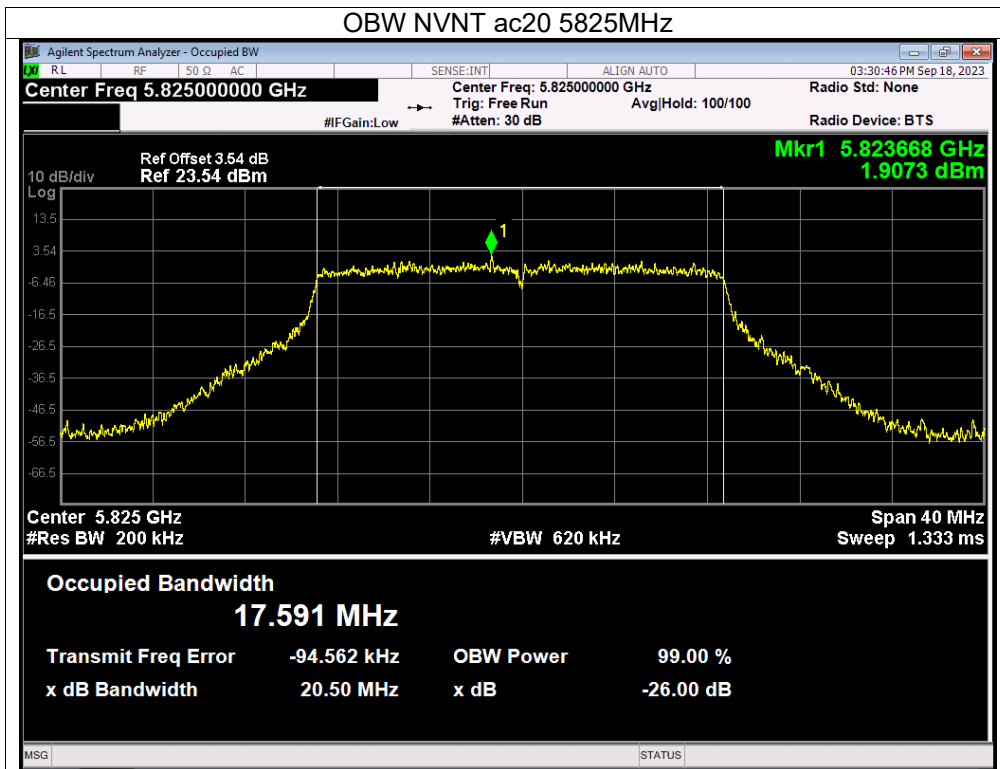 OBW NVNT ac20 5825MHz
Agilent Spectrum Analyzer - Occupied BW
LXI RL RF 50 Ω AC SENSE:INT ALIGN AUTO 03:30:46 PM Sep 18, 2023
Center Freq 5.825000000 GHz Center Freq: 5.825000000 GHz Radio Std: None
Trig: Free Run Avg|Hold: 100/100
#IFGain:Low #Atten: 30 dB Radio Device: BTS
Mkr1 5.823668 GHz
1.9073 dBm
Ref Offset 3.54 dB
10 dB/div Ref 23.54 dBm
Log
13.5
3.54
-6.46
-16.5
-26.5
-36.5
-46.5
-56.5
-66.5
1
Center 5.825 GHz Span 40 MHz
#Res BW 200 kHz #VBW 620 kHz Sweep 1.333 ms
Occupied Bandwidth
17.591 MHz
Transmit Freq Error -94.562 kHz OBW Power 99.00 %
x dB Bandwidth 20.50 MHz x dB -26.00 dB
MSG STATUS